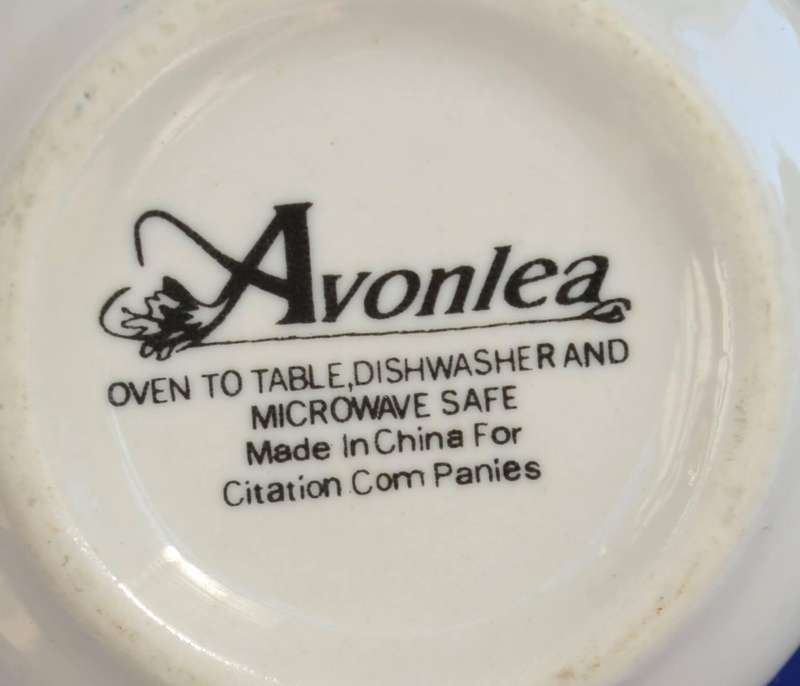 Avonlea
OVEN TO TABLE,DISHWASHER AND
MICROWAVE SAFE
Made In China For
Citation Com Panies